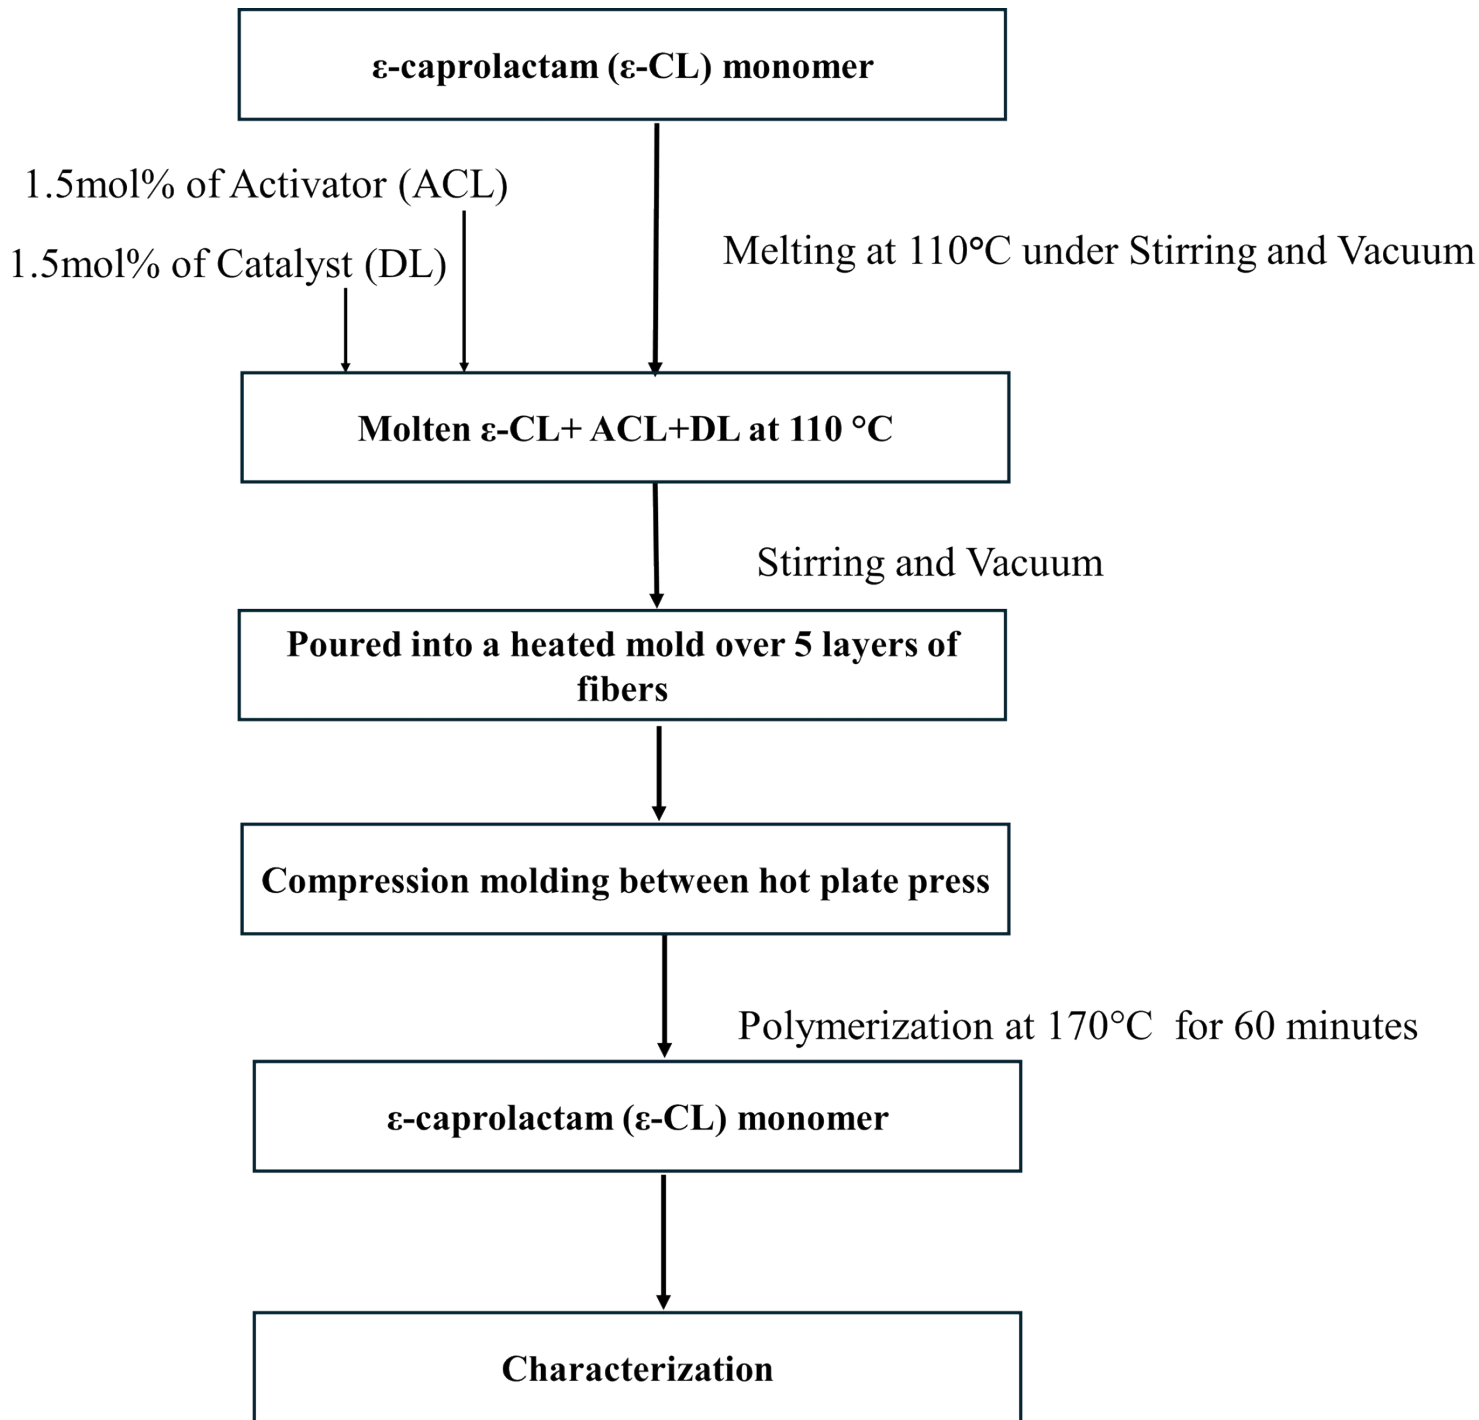 ε-caprolactam (ε-CL) monomer
1.5mol% of Activator (ACL)
1.5mol% of Catalyst (DL)
Melting at 110°C under Stirring and Vacuum
Molten ε-CL+ ACL+DL at 110 °C
Stirring and Vacuum
Poured into a heated mold over 5 layers of
fibers
Compression molding between hot plate press
Polymerization at 170°C  for 60 minutes
ε-caprolactam (ε-CL) monomer
Characterization